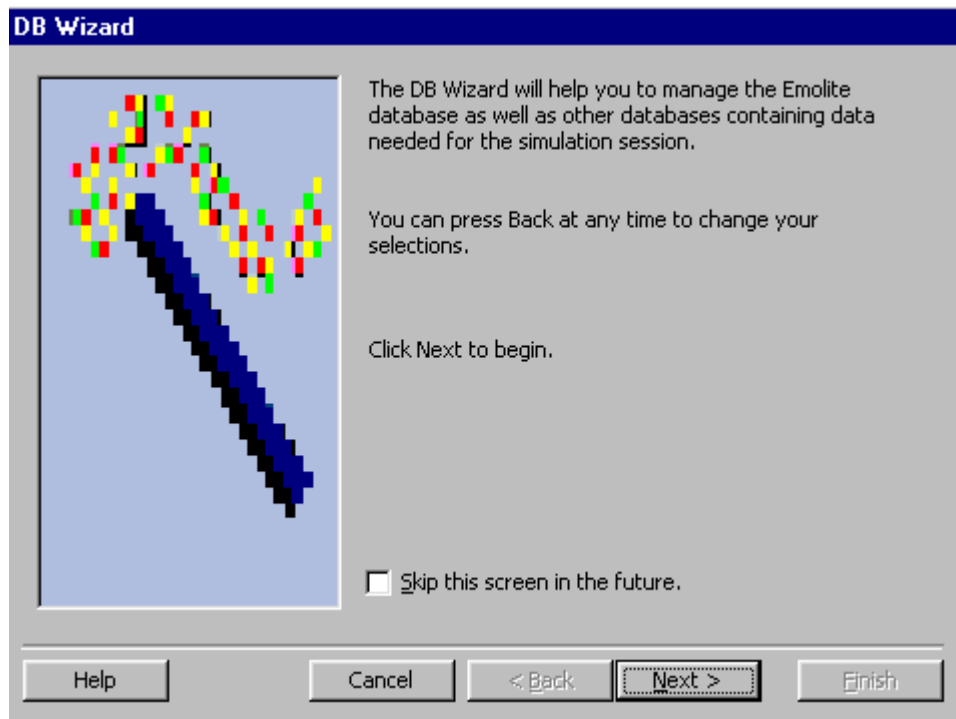 DB Wizard
The DB Wizard will help you to manage the Emolite
database as well as other databases containing data
needed for the simulation session.
You can press Back at any time to change your
selections.
Click Next to begin.
Skip this screen in the future.
Help Cancel < Back Next > Finish